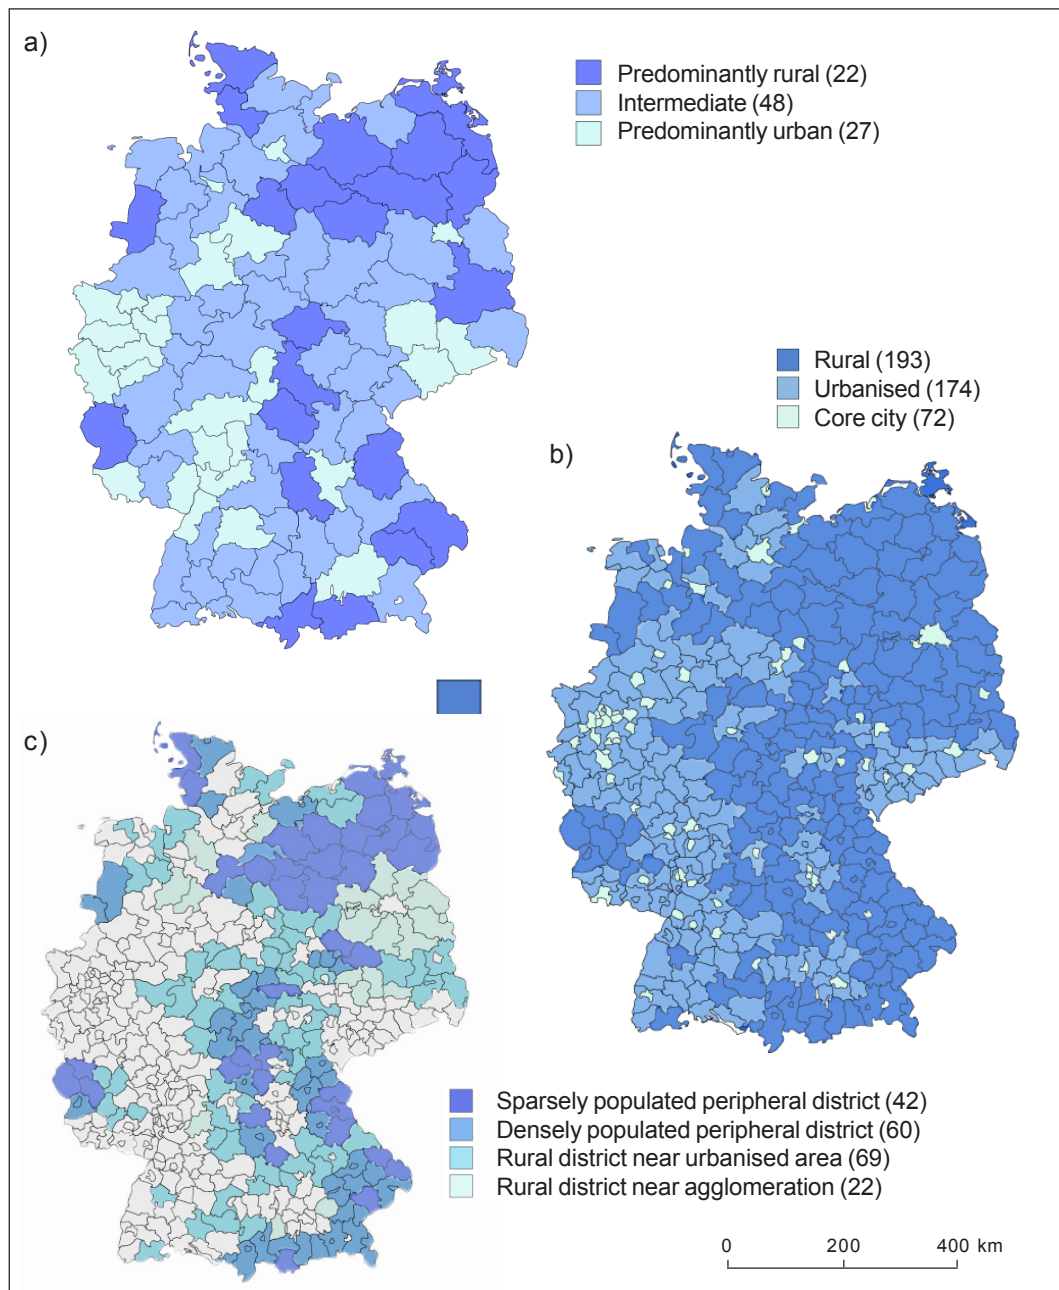 a)
Predominantly rural (22)
Intermediate (48)
Predominantly urban (27)
Rural (193)
Urbanised (174)
Core city (72)
b)
c)
Sparsely populated peripheral district (42)
Densely populated peripheral district (60)
Rural district near urbanised area (69)
Rural district near agglomeration (22)
0 200 400 km